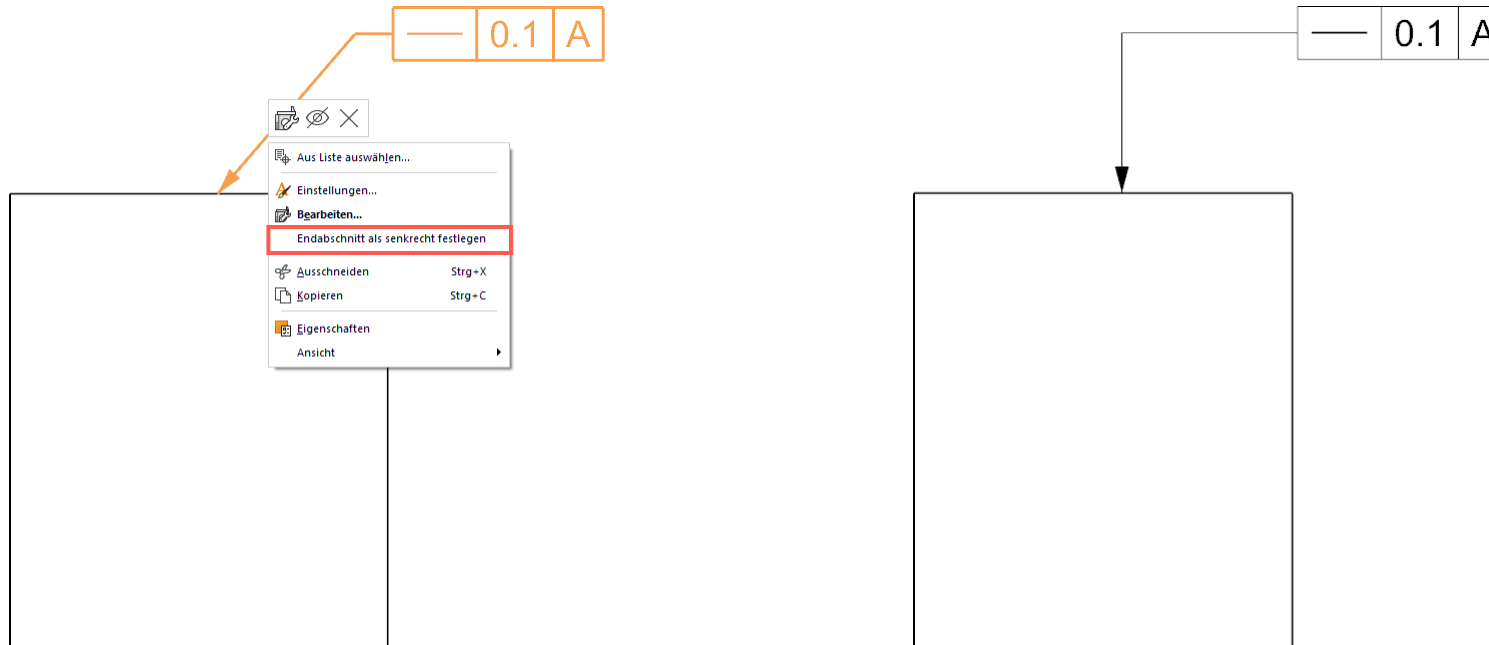 0.1 A
Aus Liste auswählen...
Einstellungen...
Bearbeiten...
Endabschnitt als senkrecht festlegen
Ausschneiden Strg+X
Kopieren Strg+C
Eigenschaften
Ansicht
0.1 A